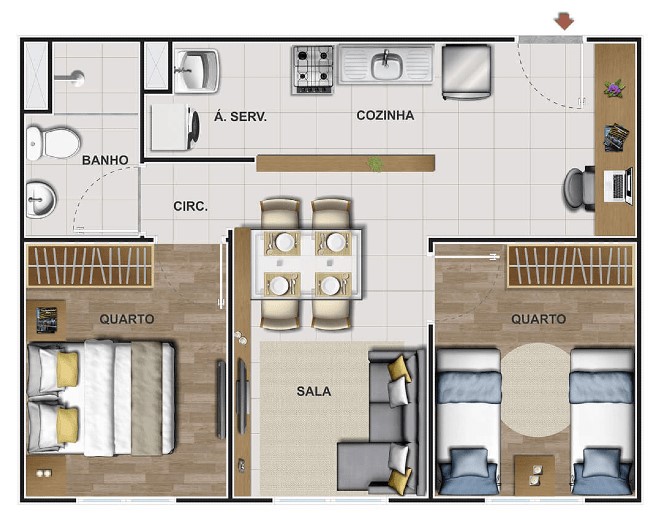 Á. SERV.
COZINHA
BANHO
CIRC.
QUARTO
QUARTO
SALA